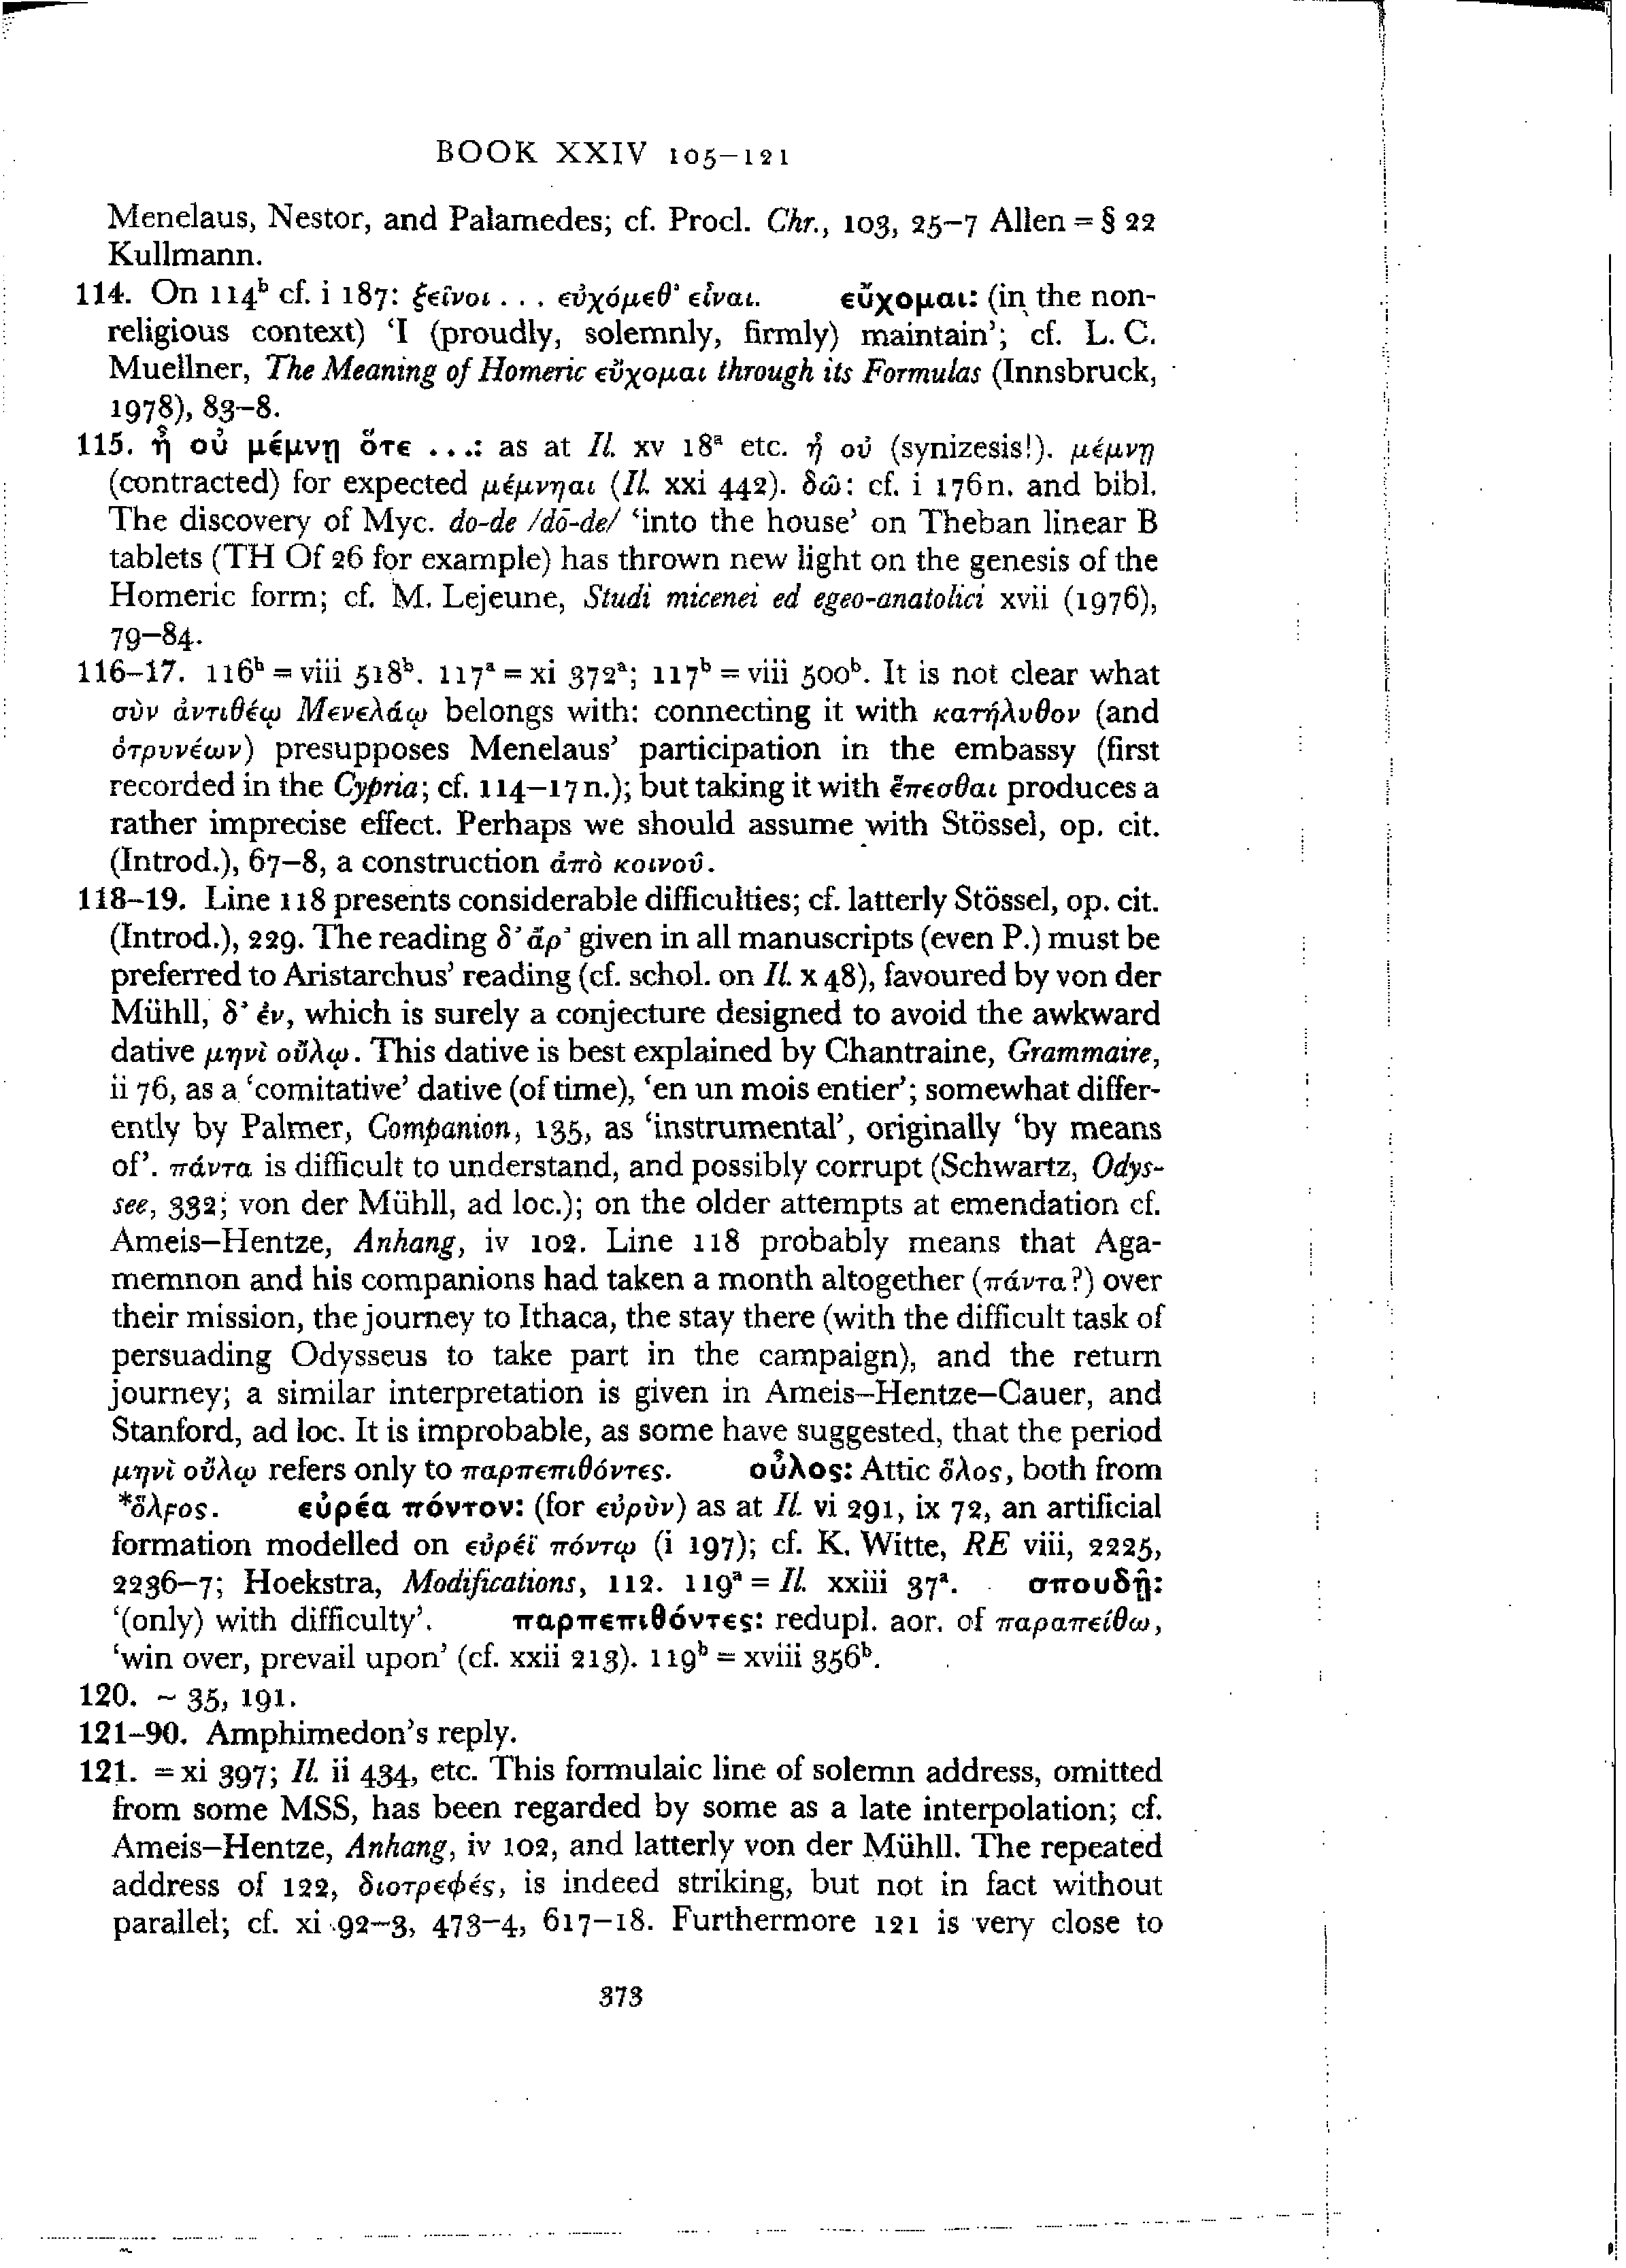 BOOK XXIV 105–121
Menelaus, Nestor, and Palamedes; cf. Procl. Chr., 103, 25–7 Allen = § 22
Kullmann.
114. On 114ᵇ cf. i 187: ξεῖνοι . . . εὐχόμεθ᾽ εἶναι. εὔχομαι: (in the non-
religious context) ‘I (proudly, solemnly, firmly) maintain’; cf. L. C.
Muellner, The Meaning of Homeric εὔχομαι through its Formulas (Innsbruck,
1978), 83–8.
115. ἦ οὐ μέμνῃ ὅτε ...: as at Il. xv 18ᵃ etc. ἦ οὐ (synizesis!). μέμνῃ
(contracted) for expected μέμνηαι (Il. xxi 442). δῶ: cf. i 176n. and bibl.
The discovery of Myc. do-de /dō-de/ ‘into the house’ on Theban linear B
tablets (TH Of 26 for example) has thrown new light on the genesis of the
Homeric form; cf. M. Lejeune, Studi micenei ed egeo-anatolici xvii (1976),
79–84.
116–17. 116ᵇ = viii 518ᵇ. 117ᵃ = xi 372ᵃ; 117ᵇ = viii 500ᵇ. It is not clear what
σὺν ἀντιθέῳ Μενελάῳ belongs with: connecting it with κατήλυθον (and
ὀτρυνέων) presupposes Menelaus’ participation in the embassy (first
recorded in the Cypria; cf. 114–17 n.); but taking it with ἕπεσθαι produces a
rather imprecise effect. Perhaps we should assume with Stössel, op. cit.
(Introd.), 67–8, a construction ἀπὸ κοινοῦ.
118–19. Line 118 presents considerable difficulties; cf. latterly Stössel, op. cit.
(Introd.), 229. The reading δ᾽ ἄρ᾽ given in all manuscripts (even P.) must be
preferred to Aristarchus’ reading (cf. schol. on Il. x 48), favoured by von der
Mühll, δ᾽ ἐν, which is surely a conjecture designed to avoid the awkward
dative μηνὶ οὔλῳ. This dative is best explained by Chantraine, Grammaire,
ii 76, as a ‘comitative’ dative (of time), ‘en un mois entier’; somewhat differ-
ently by Palmer, Companion, 135, as ‘instrumental’, originally ‘by means
of’. πάντα is difficult to understand, and possibly corrupt (Schwartz, Odys-
see, 332; von der Mühll, ad loc.); on the older attempts at emendation cf.
Ameis–Hentze, Anhang, iv 102. Line 118 probably means that Aga-
memnon and his companions had taken a month altogether (πάντα?) over
their mission, the journey to Ithaca, the stay there (with the difficult task of
persuading Odysseus to take part in the campaign), and the return
journey; a similar interpretation is given in Ameis–Hentze–Cauer, and
Stanford, ad loc. It is improbable, as some have suggested, that the period
μηνὶ οὔλῳ refers only to παρπεπιθόντες. οὖλος: Attic ὅλος, both from
*ὅλϝος. εὐρέα πόντον: (for εὐρὺν) as at Il. vi 291, ix 72, an artificial
formation modelled on εὐρέϊ πόντῳ (i 197); cf. K. Witte, RE viii, 2225,
2236–7; Hoekstra, Modifications, 112. 119ᵃ = Il. xxiii 37ᵃ. σπουδῇ:
‘(only) with difficulty’. παρπεπιθόντες: redupl. aor. of παραπείθω,
‘win over, prevail upon’ (cf. xxii 213). 119ᵇ = xviii 356ᵇ.
120. ~ 35, 191.
121–90. Amphimedon’s reply.
121. = xi 397; Il. ii 434, etc. This formulaic line of solemn address, omitted
from some MSS, has been regarded by some as a late interpolation; cf.
Ameis–Hentze, Anhang, iv 102, and latterly von der Mühll. The repeated
address of 122, διοτρεφές, is indeed striking, but not in fact without
parallel; cf. xi 92–3, 473–4, 617–18. Furthermore 121 is very close to
373